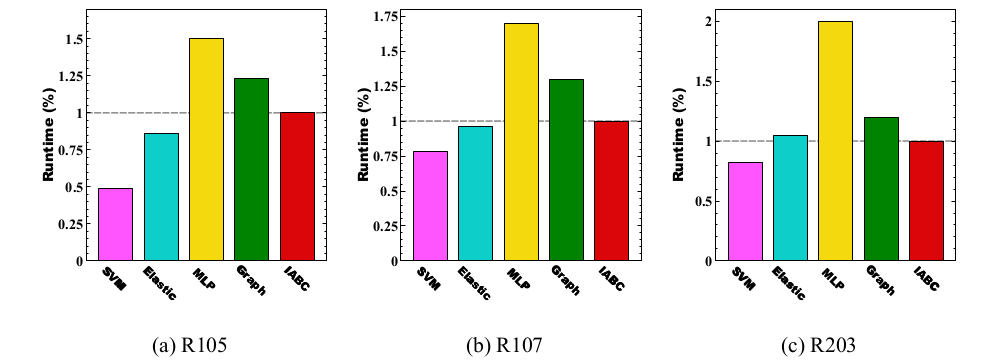 Runtime (%)
1.5
1.25
1
0.75
0.5
0.25
0
SVM
Elastic
MLP
Graph
IABC
(a) R105
Runtime (%)
1.75
1.5
1.25
1
0.75
0.5
0.25
0
SVM
Elastic
MLP
Graph
IABC
(b) R107
Runtime (%)
2
1.5
1
0.5
0
SVM
Elastic
MLP
Graph
IABC
(c) R203